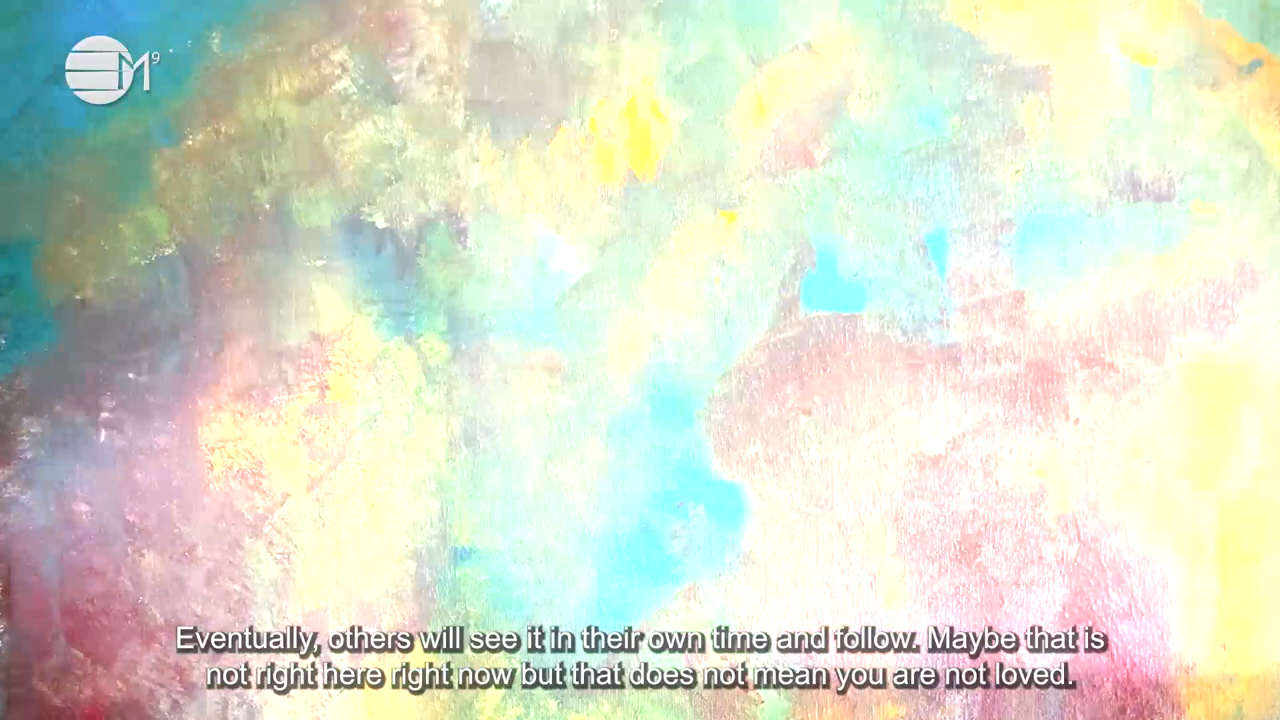 EM9
Eventually, others will see it in their own time and follow. Maybe that is
not right here right now but that does not mean you are not loved.